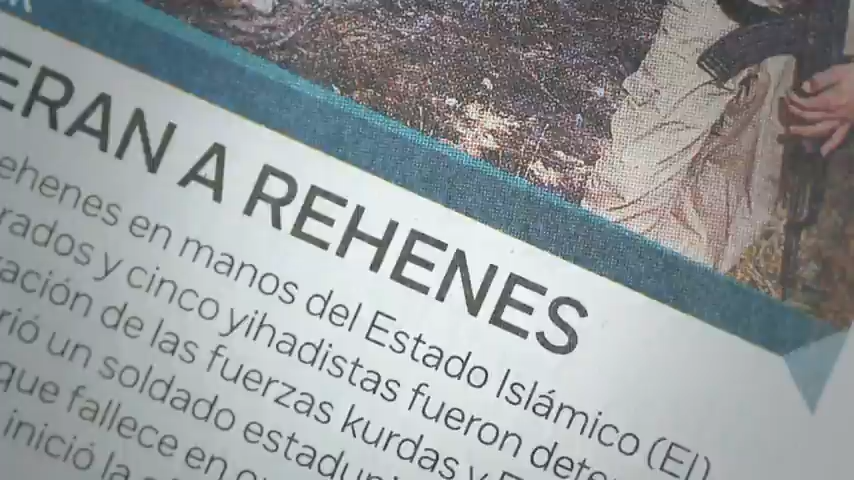 ERAN A REHENES
ehenes en manos del Estado Islámico (EI)
rados y cinco yihadistas fueron dete
ación de las fuerzas kurdas y
rió un soldado estaduni
que fallece en
inició la